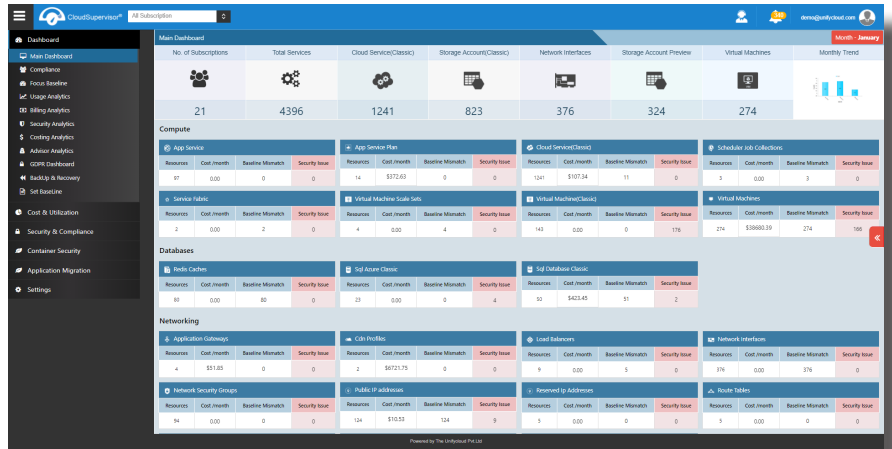 CloudSupervisor® All Subscription demo@unifycloud.com
Dashboard
Main Dashboard
Compliance
Focus Baseline
Usage Analytics
Billing Analytics
Security Analytics
Costing Analytics
Advisor Analytics
GDPR Dashboard
BackUp & Recovery
Set BaseLine
Cost & Utilization
Security & Compliance
Container Security
Application Migration
Settings
Main Dashboard Month - January
No. of Subscriptions Total Services Cloud Service(Classic) Storage Account(Classic) Network Interfaces Storage Account Preview Virtual Machines Monthly Trend
21 4396 1241 823 376 324 274
Compute
App Service App Service Plan Cloud Service(Classic) Scheduler Job Collections
Resources Cost /month Baseline Mismatch Security Issue Resources Cost /month Baseline Mismatch Security Issue Resources Cost /month Baseline Mismatch Security Issue Resources Cost /month Baseline Mismatch Security Issue
97 0.00 0 0 14 $372.63 0 0 1241 $107.34 11 0 3 0.00 3 0
Service Fabric Virtual Machine Scale Sets Virtual Machine(Classic) Virtual Machines
Resources Cost /month Baseline Mismatch Security Issue Resources Cost /month Baseline Mismatch Security Issue Resources Cost /month Baseline Mismatch Security Issue Resources Cost /month Baseline Mismatch Security Issue
2 0.00 2 0 4 0.00 4 0 143 0.00 0 176 274 $38680.39 274 166
Databases
Redis Caches Sql Azure Classic Sql Database Classic
Resources Cost /month Baseline Mismatch Security Issue Resources Cost /month Baseline Mismatch Security Issue Resources Cost /month Baseline Mismatch Security Issue
80 0.00 80 0 23 0.00 0 4 50 $423.45 51 2
Networking
Application Gateways Cdn Profiles Load Balancers Network Interfaces
Resources Cost /month Baseline Mismatch Security Issue Resources Cost /month Baseline Mismatch Security Issue Resources Cost /month Baseline Mismatch Security Issue Resources Cost /month Baseline Mismatch Security Issue
4 $51.85 0 0 2 $6721.75 0 0 9 0.00 5 0 376 0.00 376 0
Network Security Groups Public IP addresses Reserved Ip Addresses Route Tables
Resources Cost /month Baseline Mismatch Security Issue Resources Cost /month Baseline Mismatch Security Issue Resources Cost /month Baseline Mismatch Security Issue Resources Cost /month Baseline Mismatch Security Issue
94 0.00 0 0 124 $10.53 124 9 5 0.00 0 0 5 0.00 0 0
Powered by The Unifycloud Pvt.Ltd